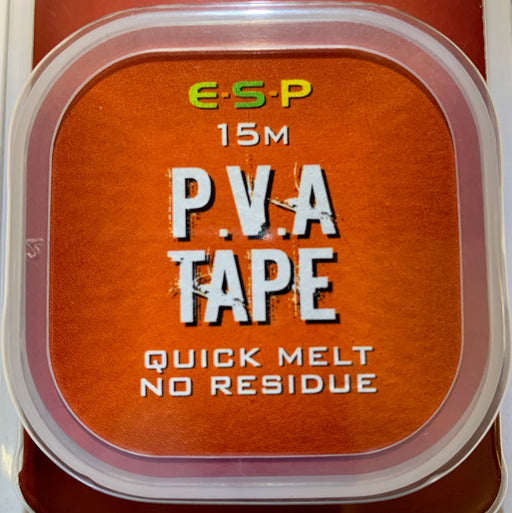 E·S·P
15M
P.V.A
TAPE
QUICK MELT
NO RESIDUE